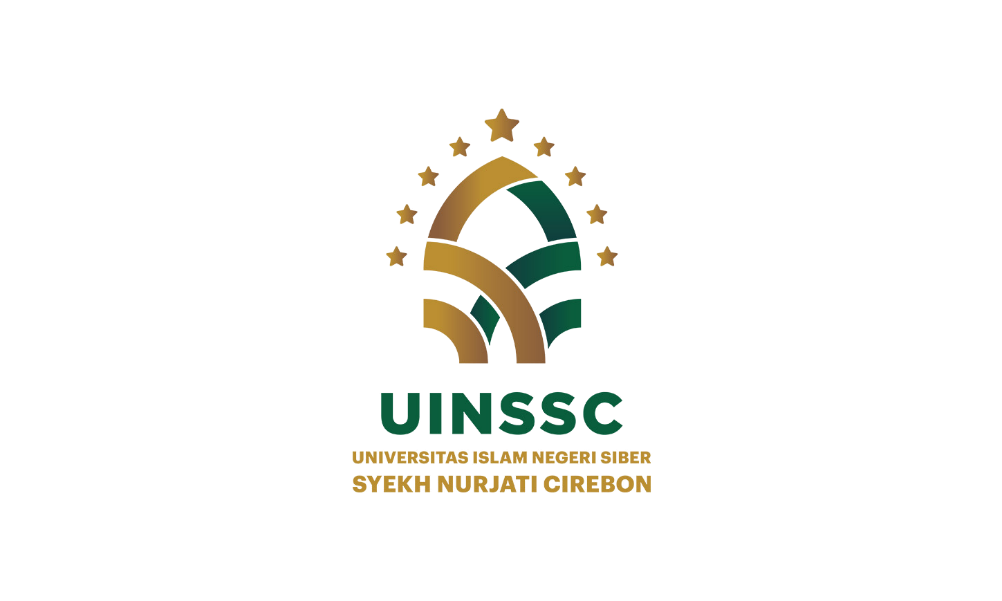 UINSSC
UNIVERSITAS ISLAM NEGERI SIBER
SYEKH NURJATI CIREBON